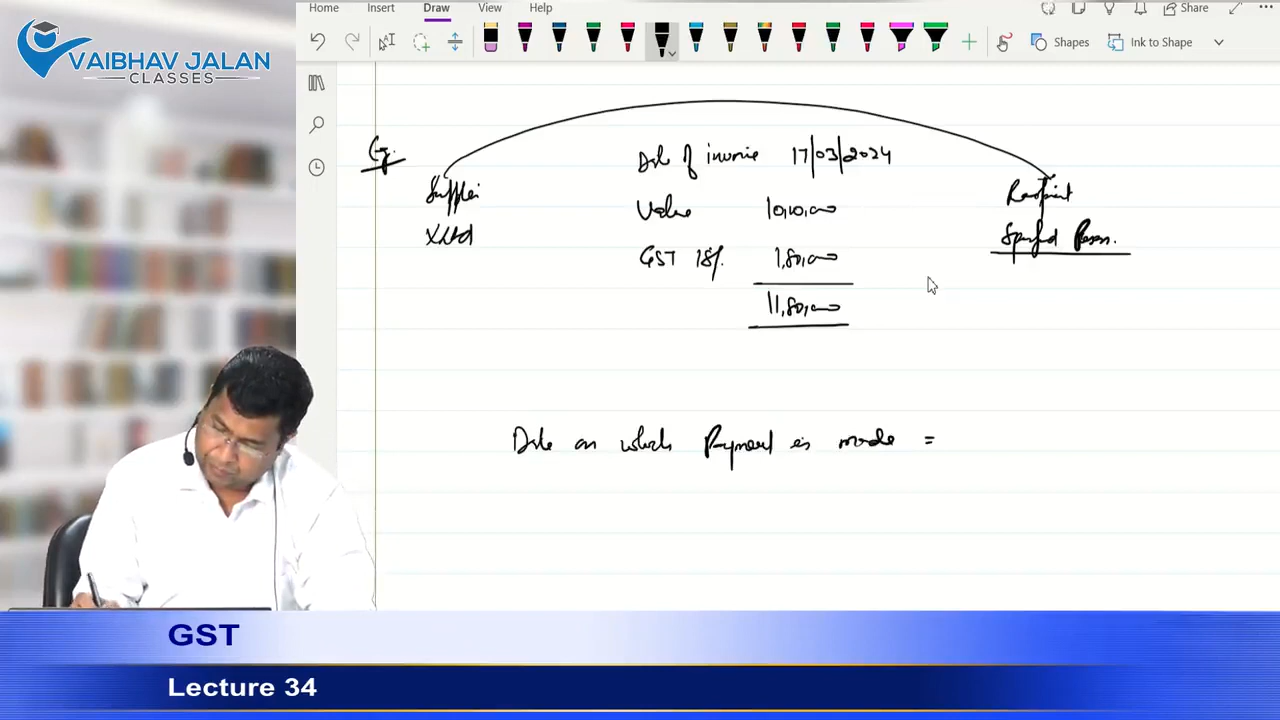 VAIBHAV JALAN
CLASSES
Home Insert Draw View Help
Share
Shapes
Ink to Shape
Eg.
Date of invoice 17/03/2024
Supplier
Recipient
Value 10,00,000
X Ltd
Specified Person.
GST 18%. 1,80,000
11,80,000
Date on which Payment is made =
GST
Lecture 34